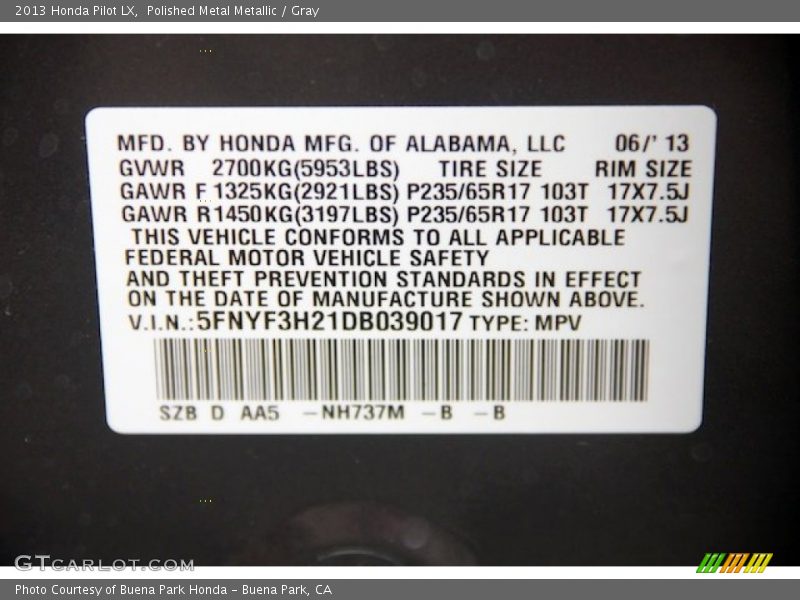 2013 Honda Pilot LX,  Polished Metal Metallic / Gray
MFD. BY HONDA MFG. OF ALABAMA, LLC 06/' 13
GVWR 2700KG(5953LBS) TIRE SIZE RIM SIZE
GAWR F 1325KG(2921LBS) P235/65R17 103T 17X7.5J
GAWR R1450KG(3197LBS) P235/65R17 103T 17X7.5J
THIS VEHICLE CONFORMS TO ALL APPLICABLE
FEDERAL MOTOR VEHICLE SAFETY
AND THEFT PREVENTION STANDARDS IN EFFECT
ON THE DATE OF MANUFACTURE SHOWN ABOVE.
V.I.N.:5FNYF3H21DB039017 TYPE: MPV
SZB D AA5 -NH737M -B -B
GTCARLOT.COM
Photo Courtesy of Buena Park Honda - Buena Park, CA